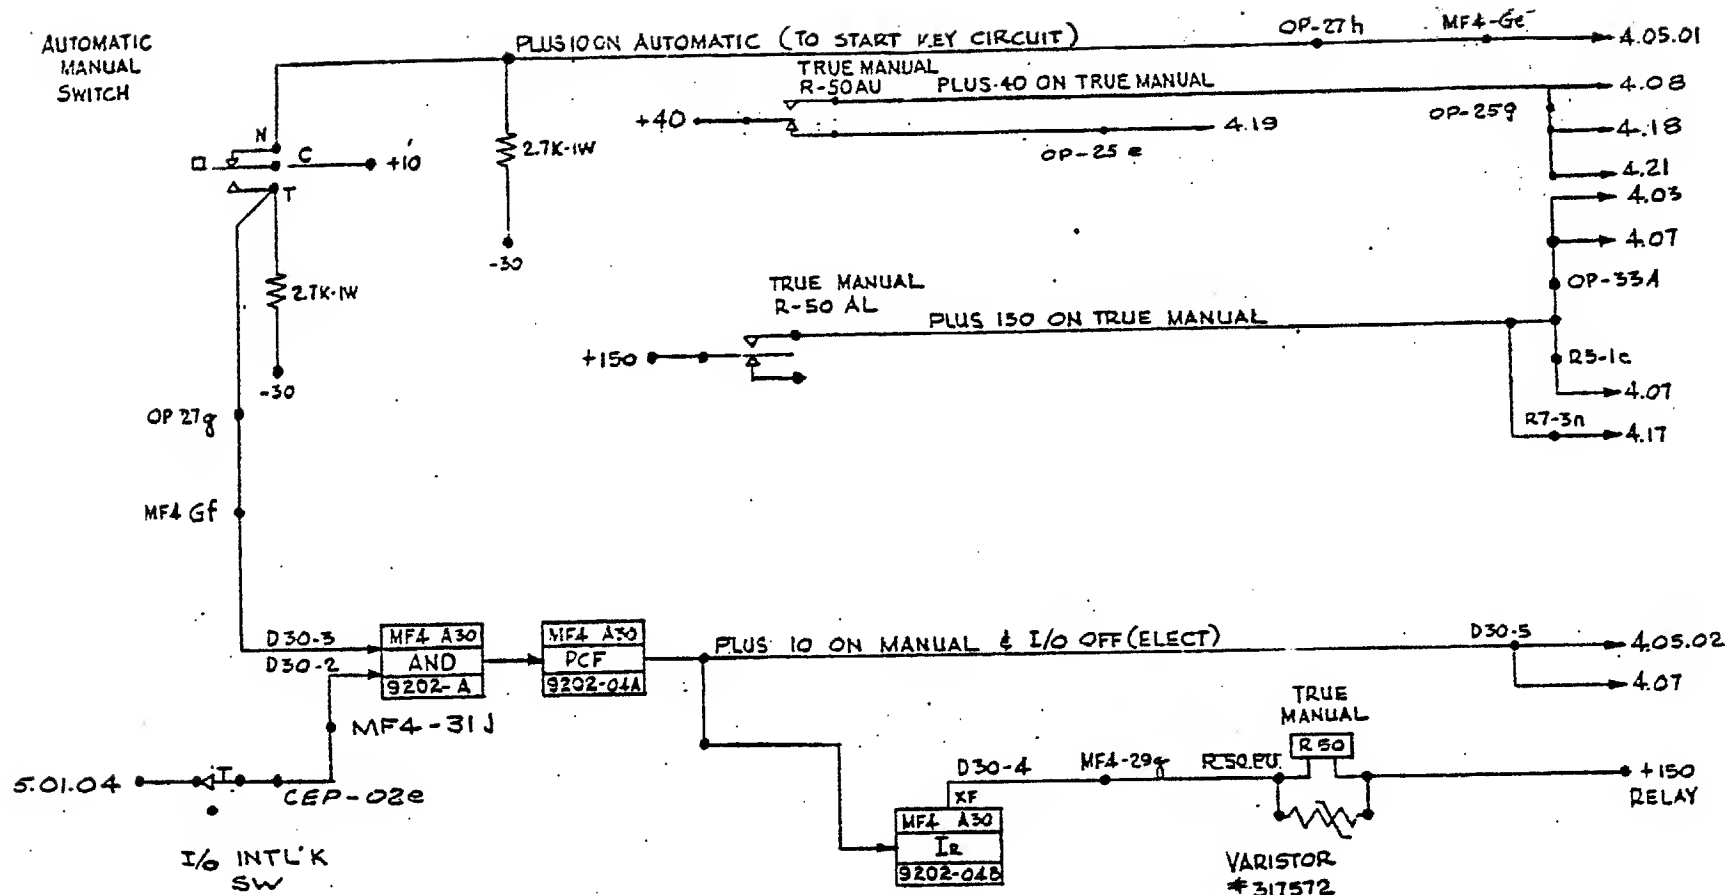 AUTOMATIC
MANUAL
SWITCH
PLUS 10 ON AUTOMATIC (TO START KEY CIRCUIT)
OP-27h
MF4-Ge
4.05.01
TRUE MANUAL
R-50AU
PLUS 40 ON TRUE MANUAL
4.08
+40
4.19
OP-25g
4.18
OP-25e
4.21
N
C
+10
T
2.7K-1W
-30
4.03
4.07
OP-33A
2.7K-1W
-30
TRUE MANUAL
R-50 AL
PLUS 150 ON TRUE MANUAL
+150
R5-1c
4.07
R7-3n
4.17
OP 27g
MF4 Gf
D30-3
D30-2
MF4 A30
AND
9202-A
MF4 A30
PCF
9202-04A
PLUS 10 ON MANUAL & I/O OFF (ELECT)
D30-5
4.05.02
4.07
MF4-31J
5.01.04
T
CEP-02e
I/O INTL'K
SW
TRUE
MANUAL
R50
D30-4
MF4-29g
R50PU
+150
RELAY
XF
MF4 A30
IR
9202-04B
VARISTOR
#317572